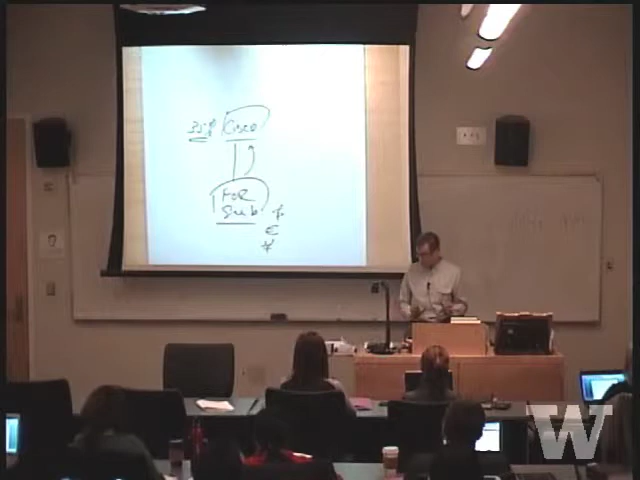 35% Cisco
FOR
Sub £
€
¥
W